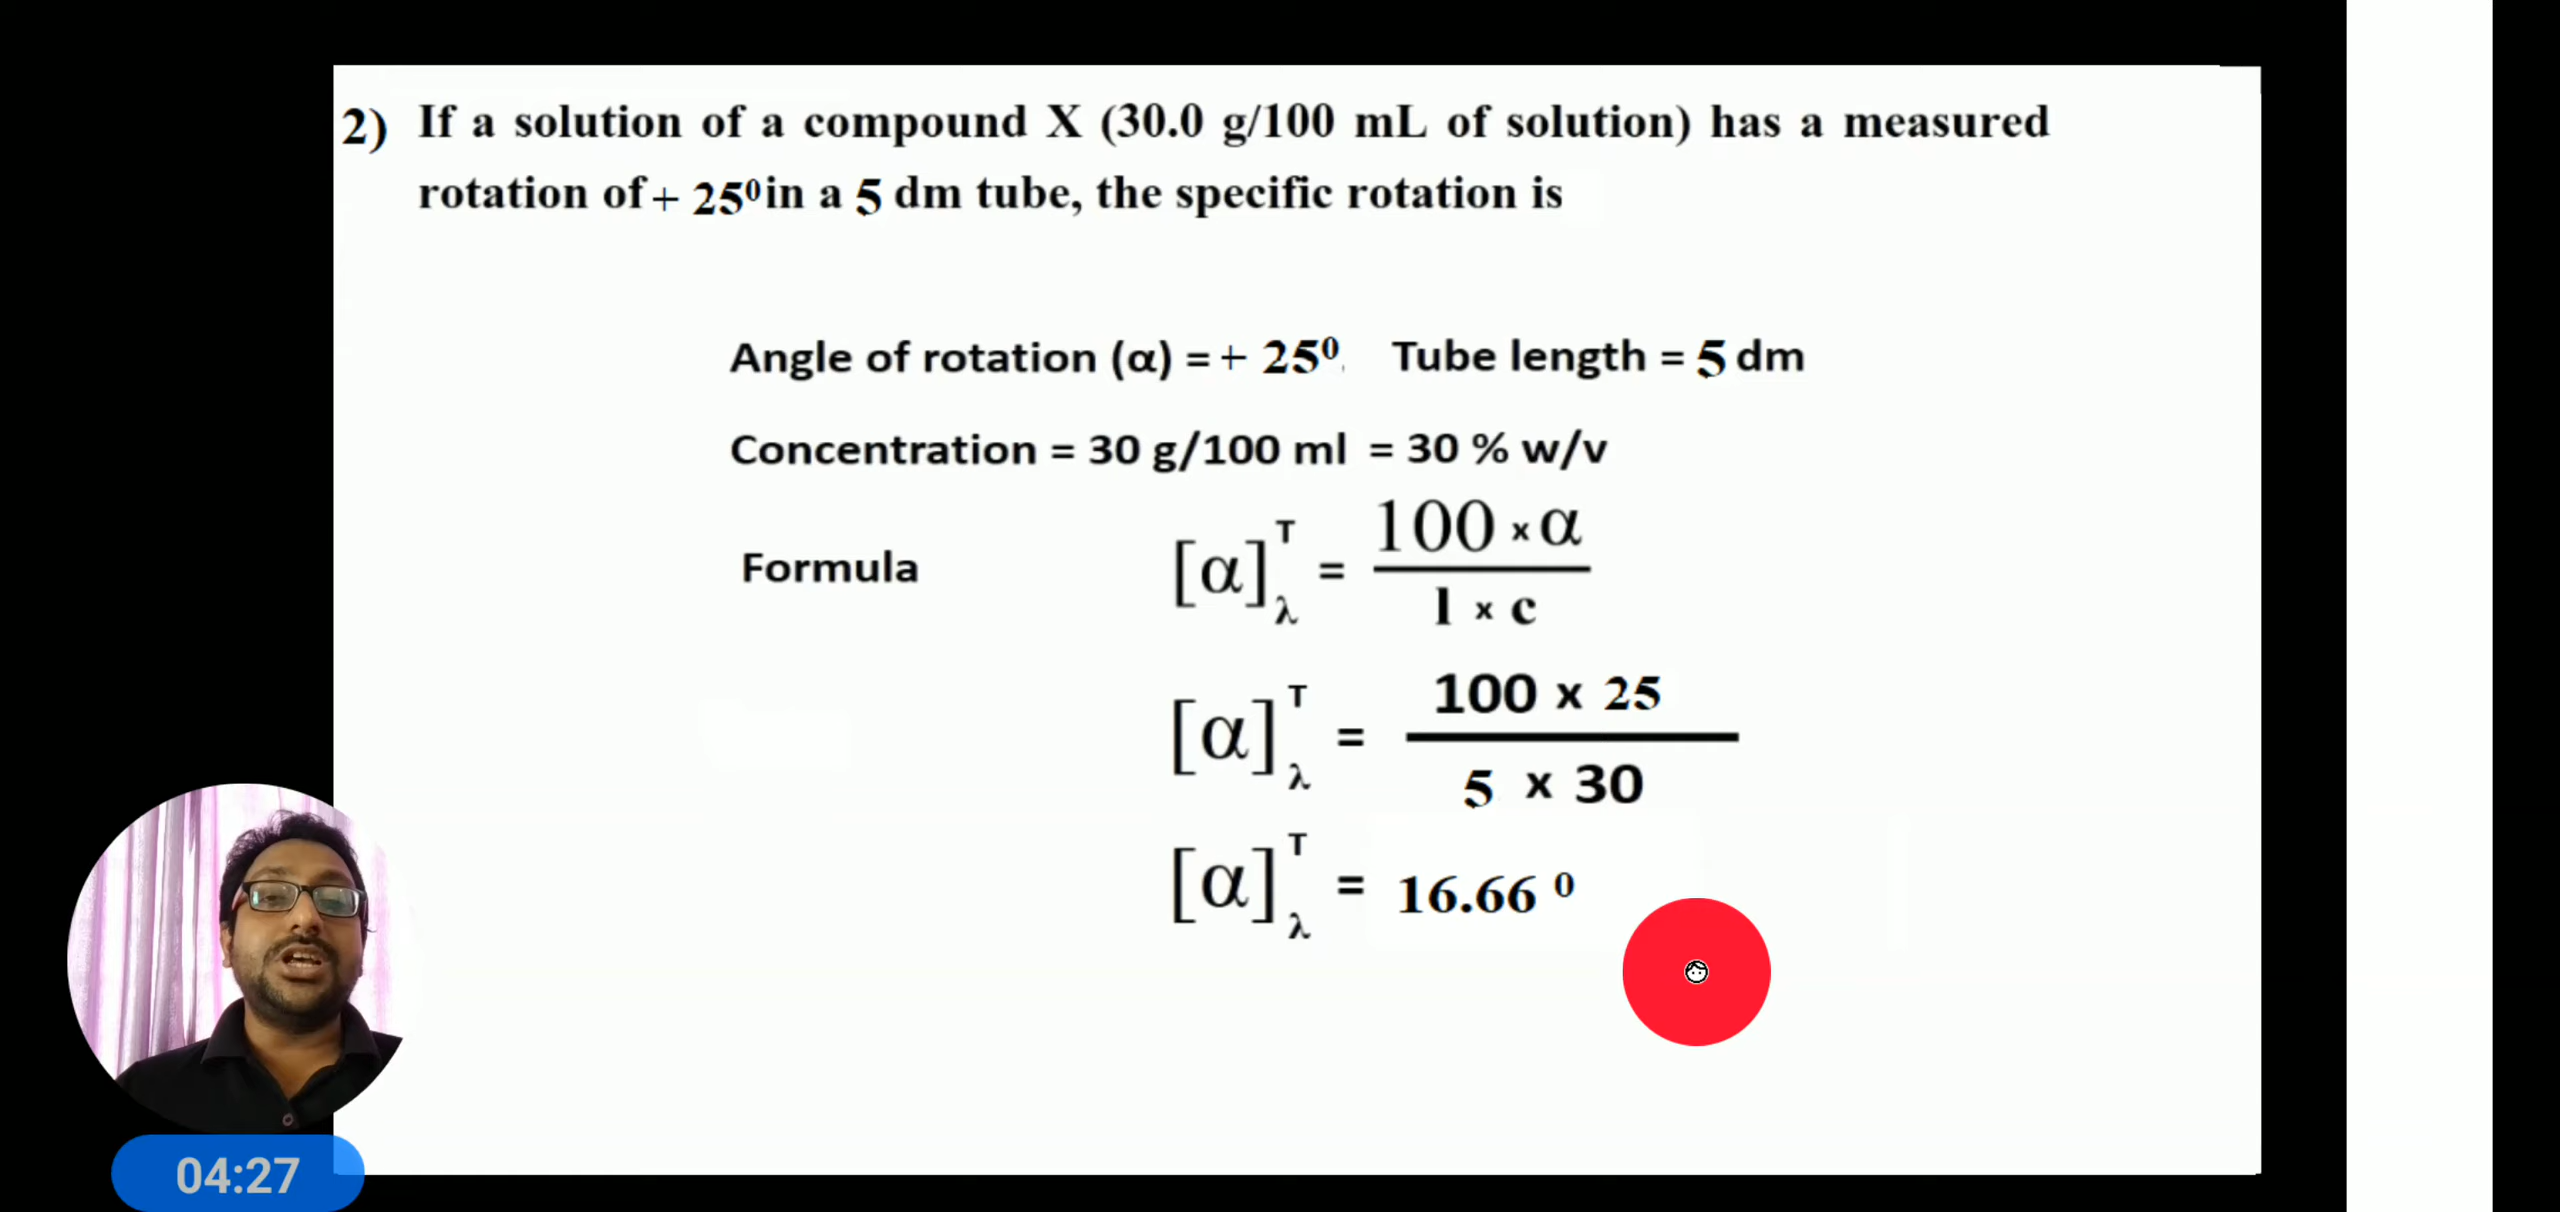 2) If a solution of a compound X (30.0 g/100 mL of solution) has a measured
rotation of + 25⁰ in a 5 dm tube, the specific rotation is
Angle of rotation (α) = + 25⁰ Tube length = 5 dm
Concentration = 30 g/100 ml = 30 % w/v
Formula [α]ᵀλ = 100 x α / l x c
[α]ᵀλ = 100 x 25 / 5 x 30
[α]ᵀλ = 16.66 ⁰
04:27